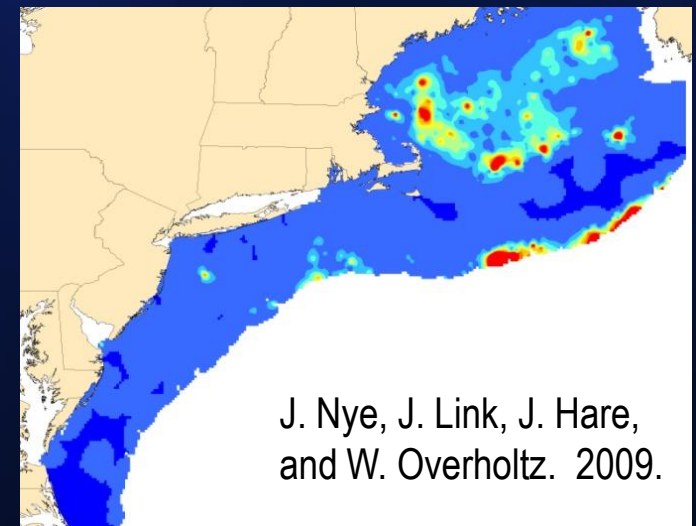 J. Nye, J. Link, J. Hare,
and W. Overholtz.  2009.